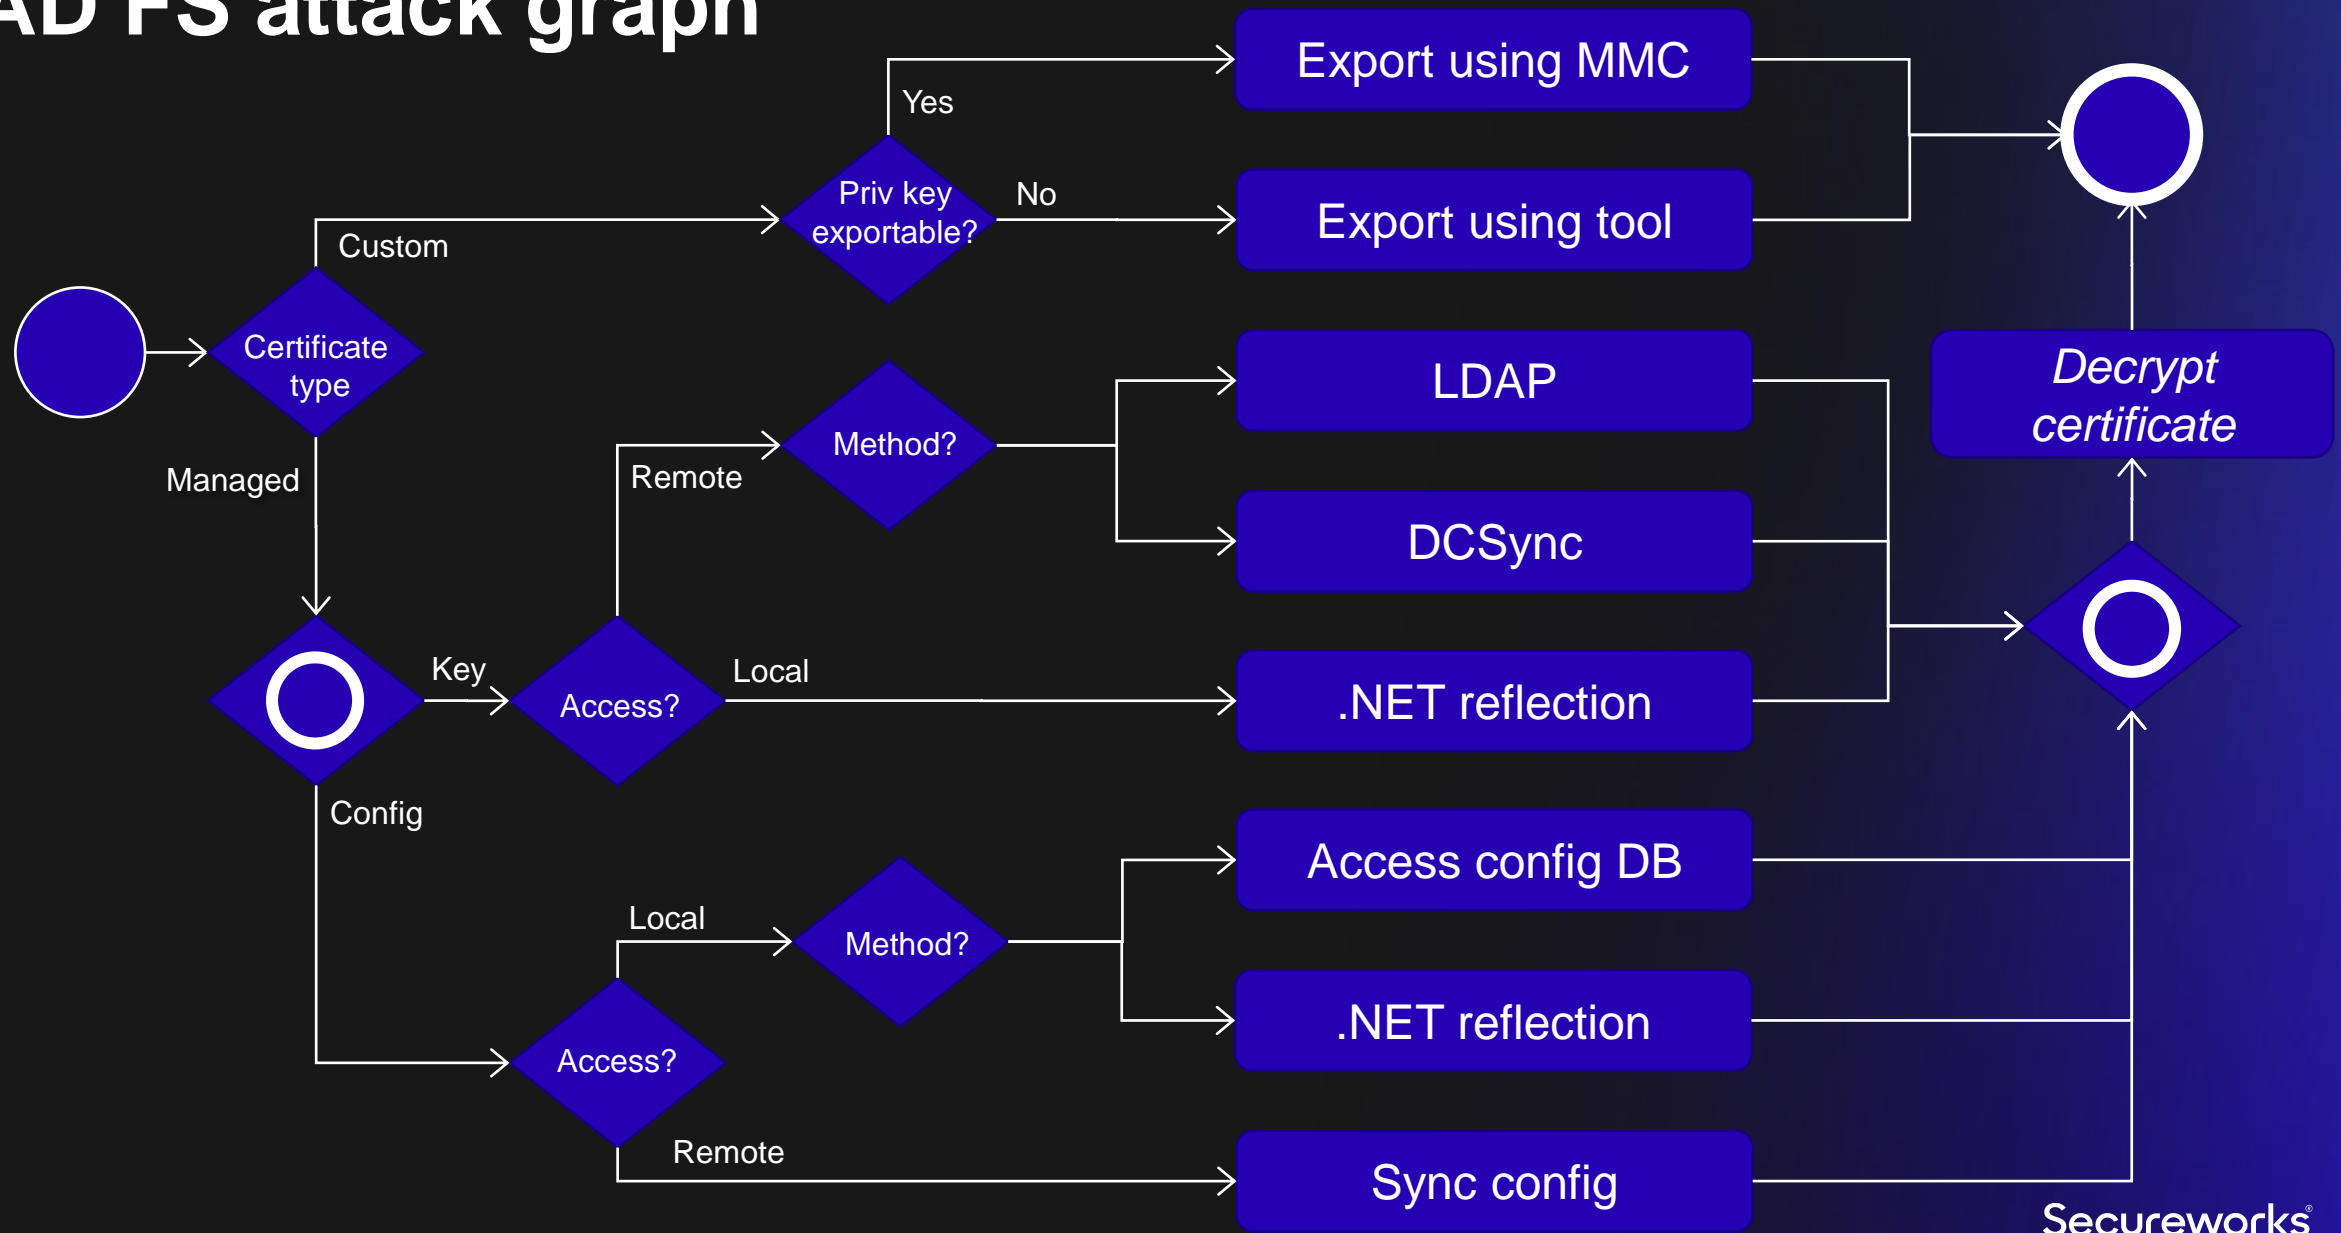 AD FS attack graph
Export using MMC
Yes
Priv key
exportable?
No
Export using tool
Custom
Certificate
type
LDAP
Decrypt
certificate
Method?
Remote
Managed
DCSync
Key
Local
Access?
.NET reflection
Config
Access config DB
Local
Method?
.NET reflection
Access?
Remote
Sync config
Secureworks®